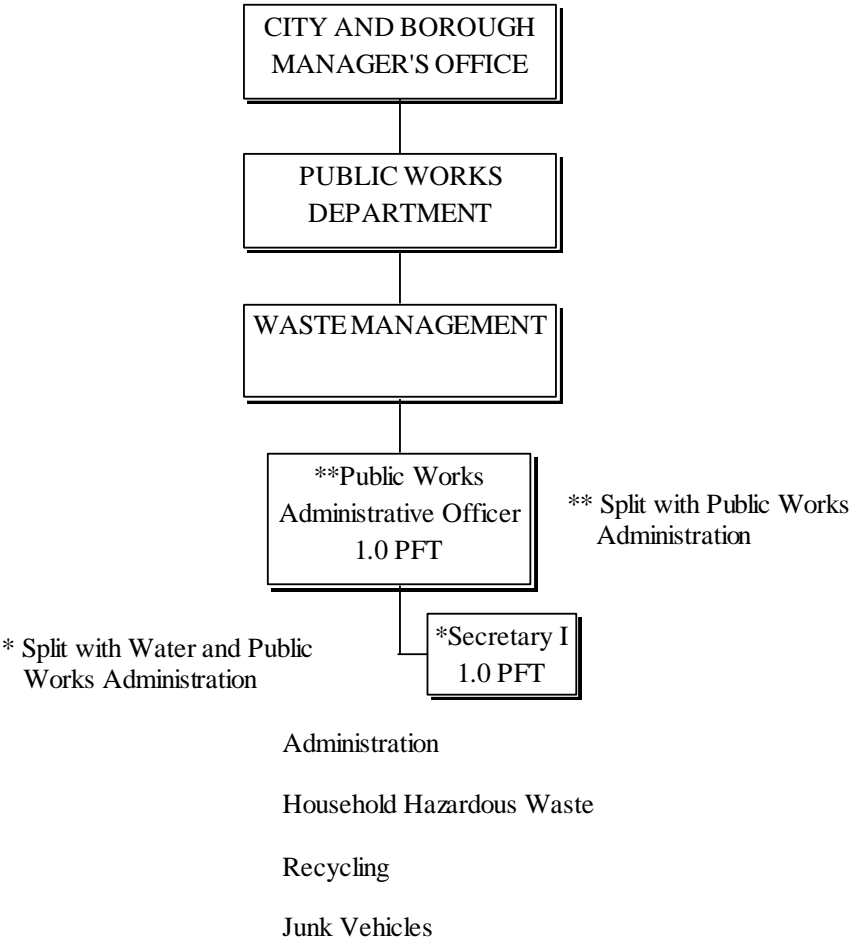 CITY AND BOROUGH
MANAGER'S OFFICE
PUBLIC WORKS
DEPARTMENT
WASTE MANAGEMENT
**Public Works
Administrative Officer
1.0 PFT
** Split with Public Works
Administration
*Secretary I
1.0 PFT
* Split with Water and Public
Works Administration
Administration
Household Hazardous Waste
Recycling
Junk Vehicles